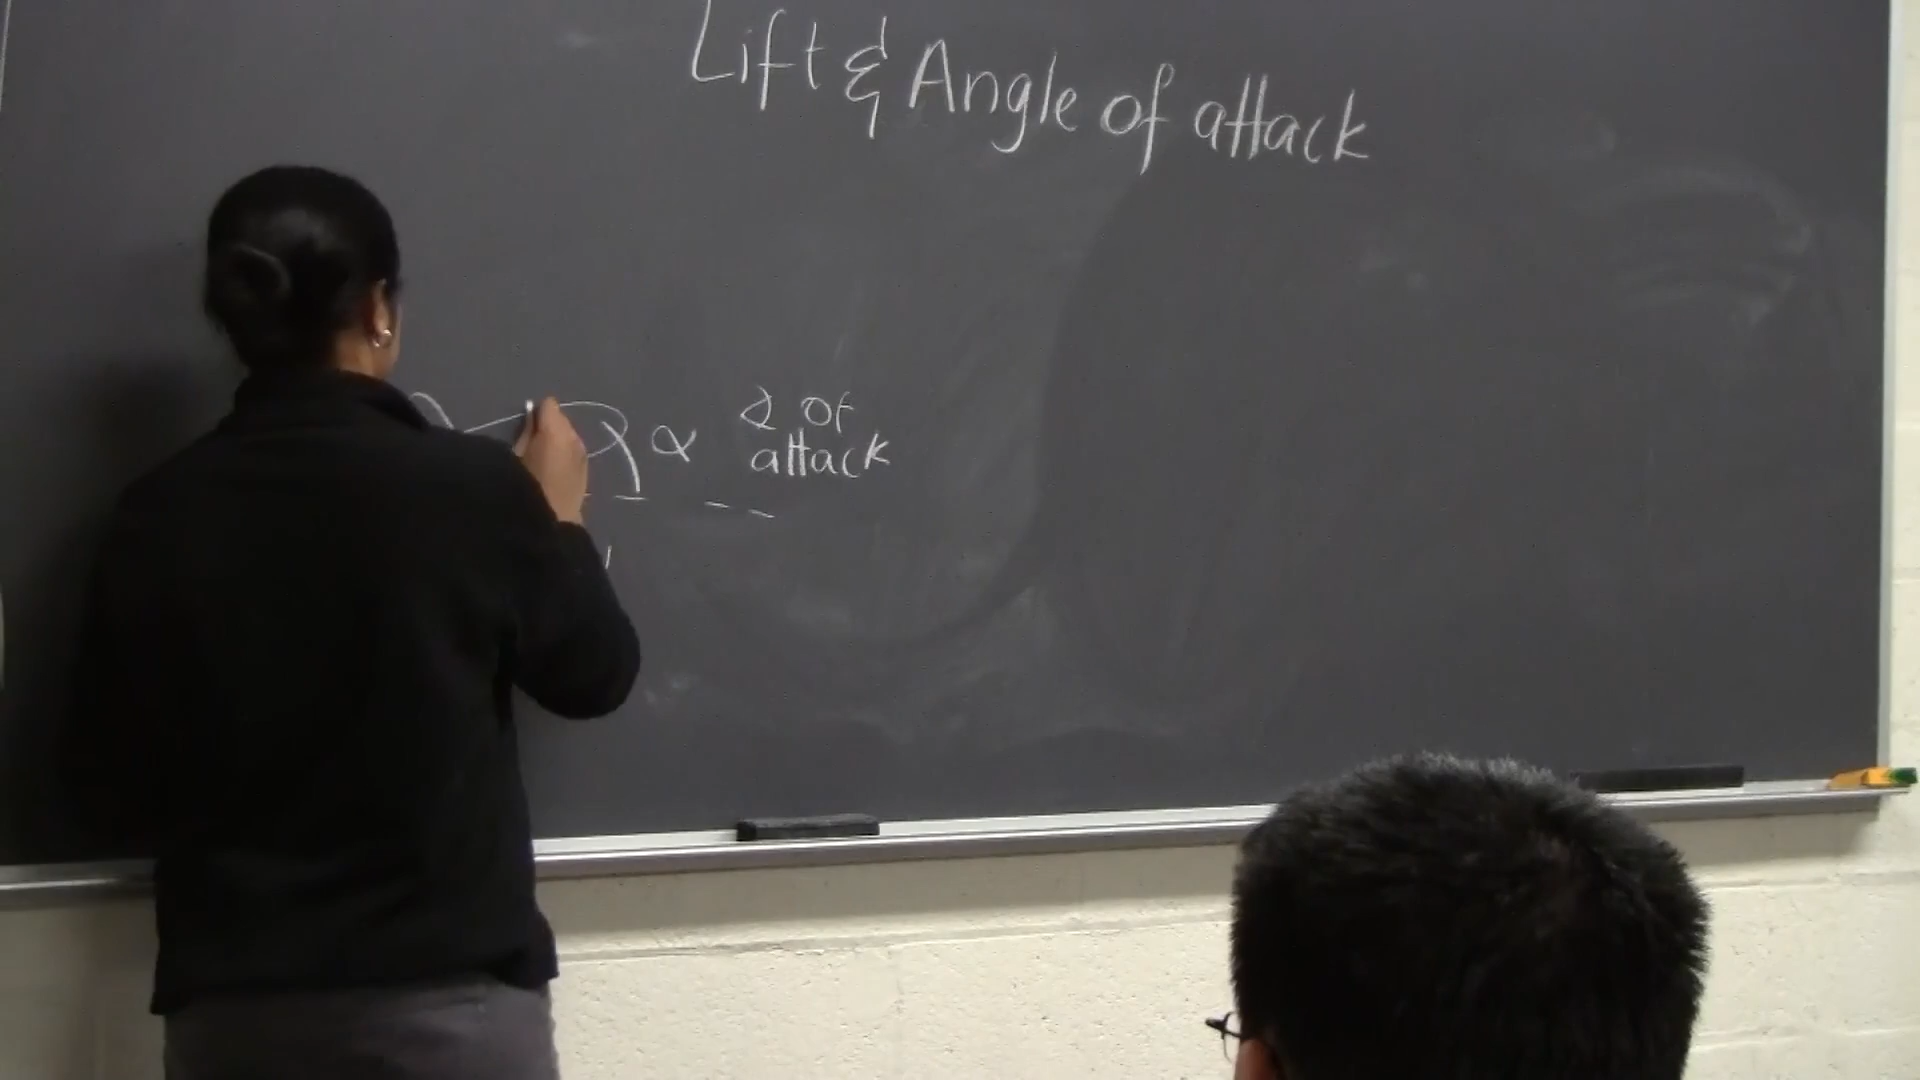 Lift & Angle of attack
α ∠ of
attack